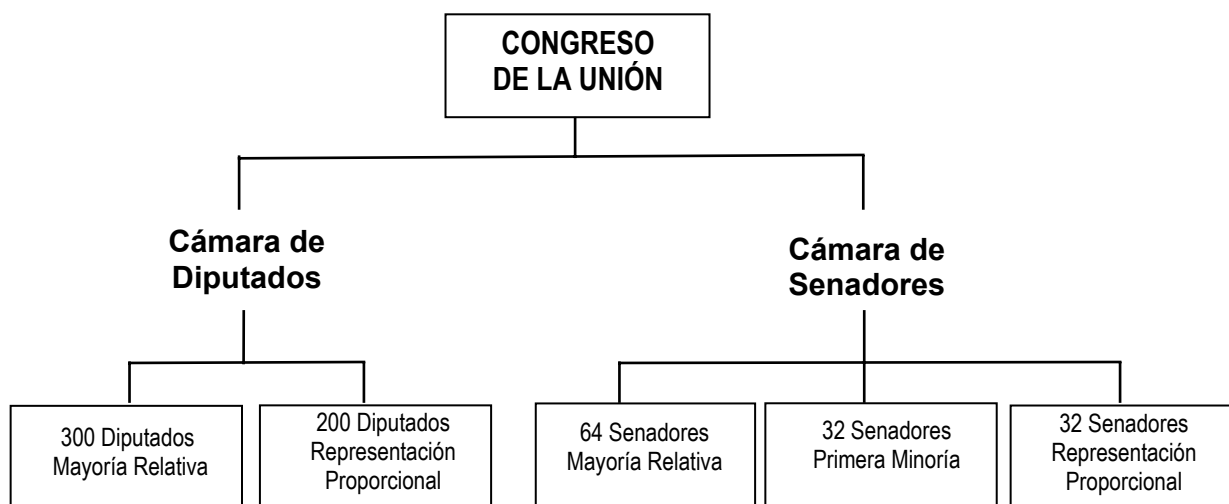 CONGRESO
DE LA UNIÓN
Cámara de
Diputados
Cámara de
Senadores
300 Diputados
Mayoría Relativa
200 Diputados
Representación
Proporcional
64 Senadores
Mayoría Relativa
32 Senadores
Primera Minoría
32 Senadores
Representación
Proporcional